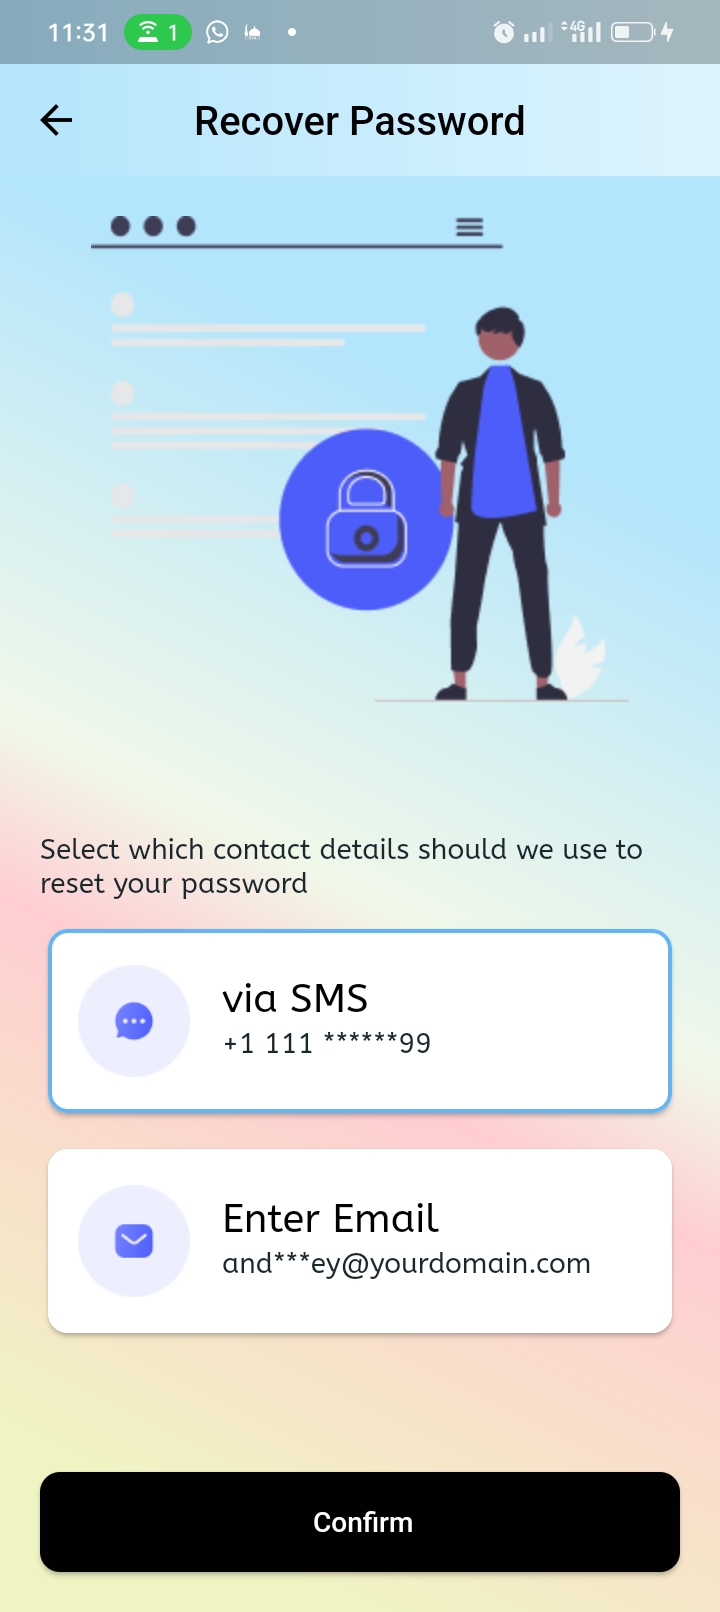 11:31
1
4G
Recover Password
Select which contact details should we use to
reset your password
via SMS
+1 111 ******99
Enter Email
and***ey@yourdomain.com
Confirm